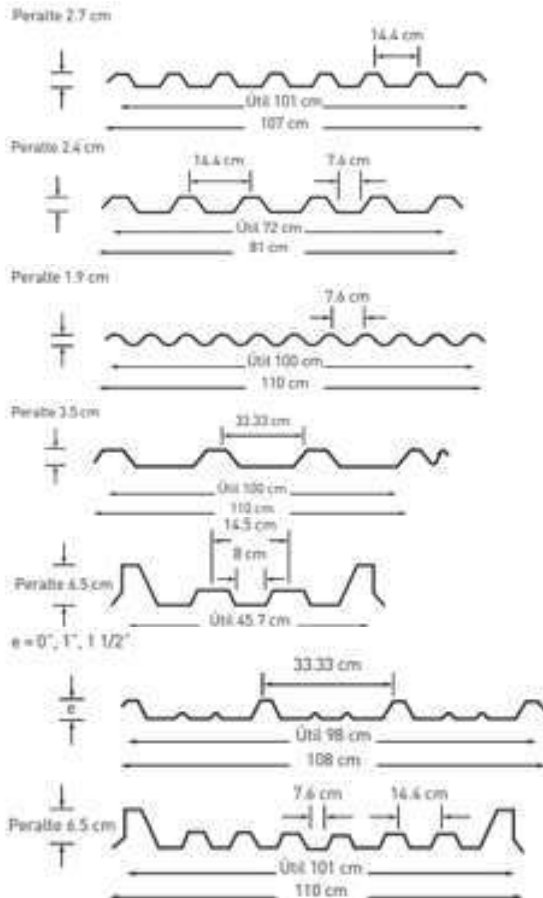 Peralte 2.7 cm
14.4 cm
Útil 101 cm
107 cm
Peralte 2.4 cm
14.4 cm 7.6 cm
Útil 72 cm
81 cm
Peralte 1.9 cm
7.6 cm
Útil 100 cm
110 cm
Peralte 3.5 cm
33.33 cm
Útil 100 cm
110 cm
14.5 cm
8 cm
Peralte 6.5 cm
Útil 45.7 cm
e = 0", 1", 1 1/2"
33.33 cm
e
Útil 98 cm
108 cm
7.6 cm 14.4 cm
Peralte 6.5 cm
Útil 101 cm
110 cm